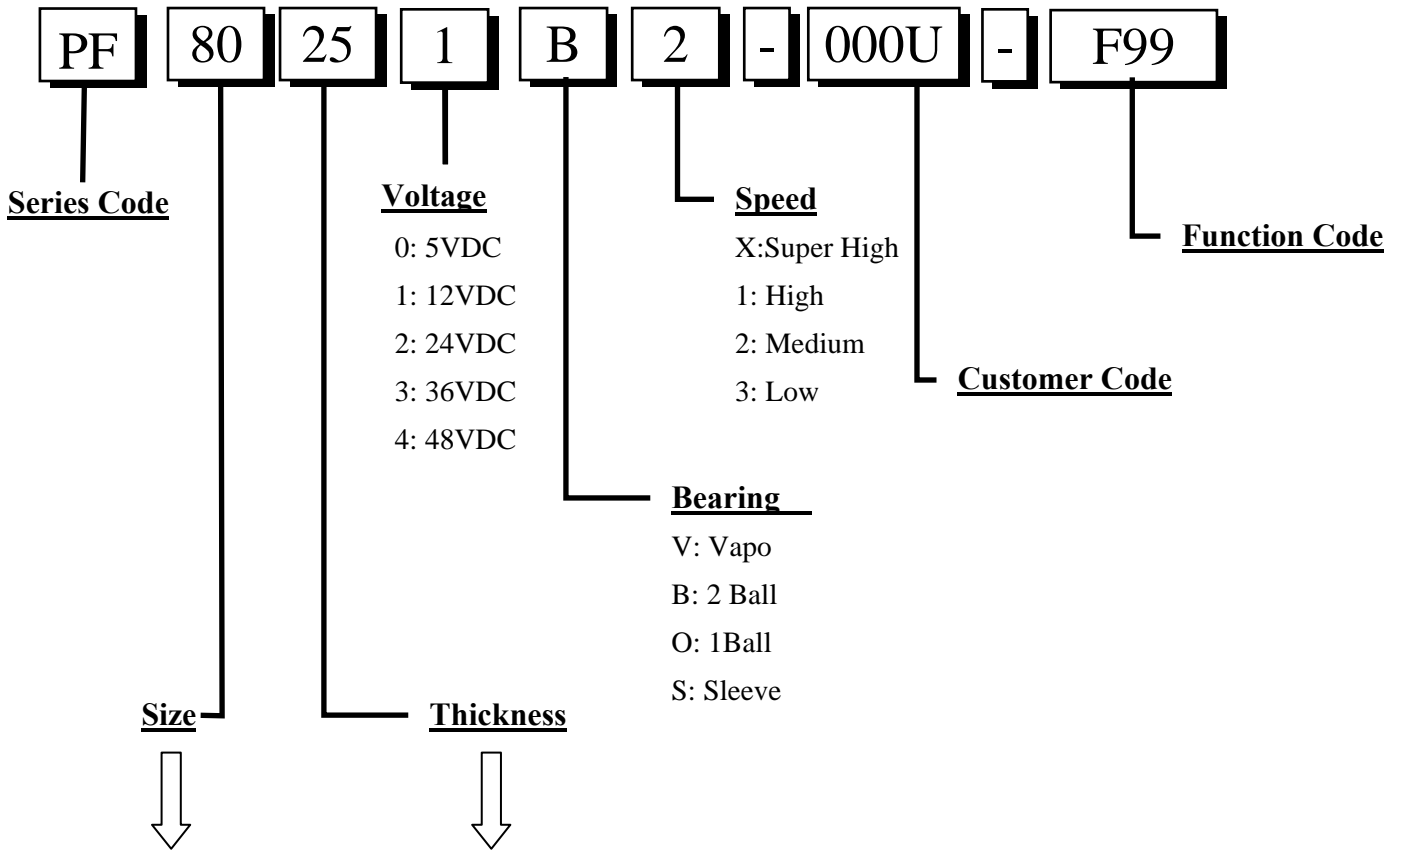 PF 80 25 1 B 2 - 000U - F99
Series Code
Voltage
0: 5VDC
1: 12VDC
2: 24VDC
3: 36VDC
4: 48VDC
Speed
X:Super High
1: High
2: Medium
3: Low
Function Code
Customer Code
Bearing
V: Vapo
B: 2 Ball
O: 1Ball
S: Sleeve
Size
Thickness